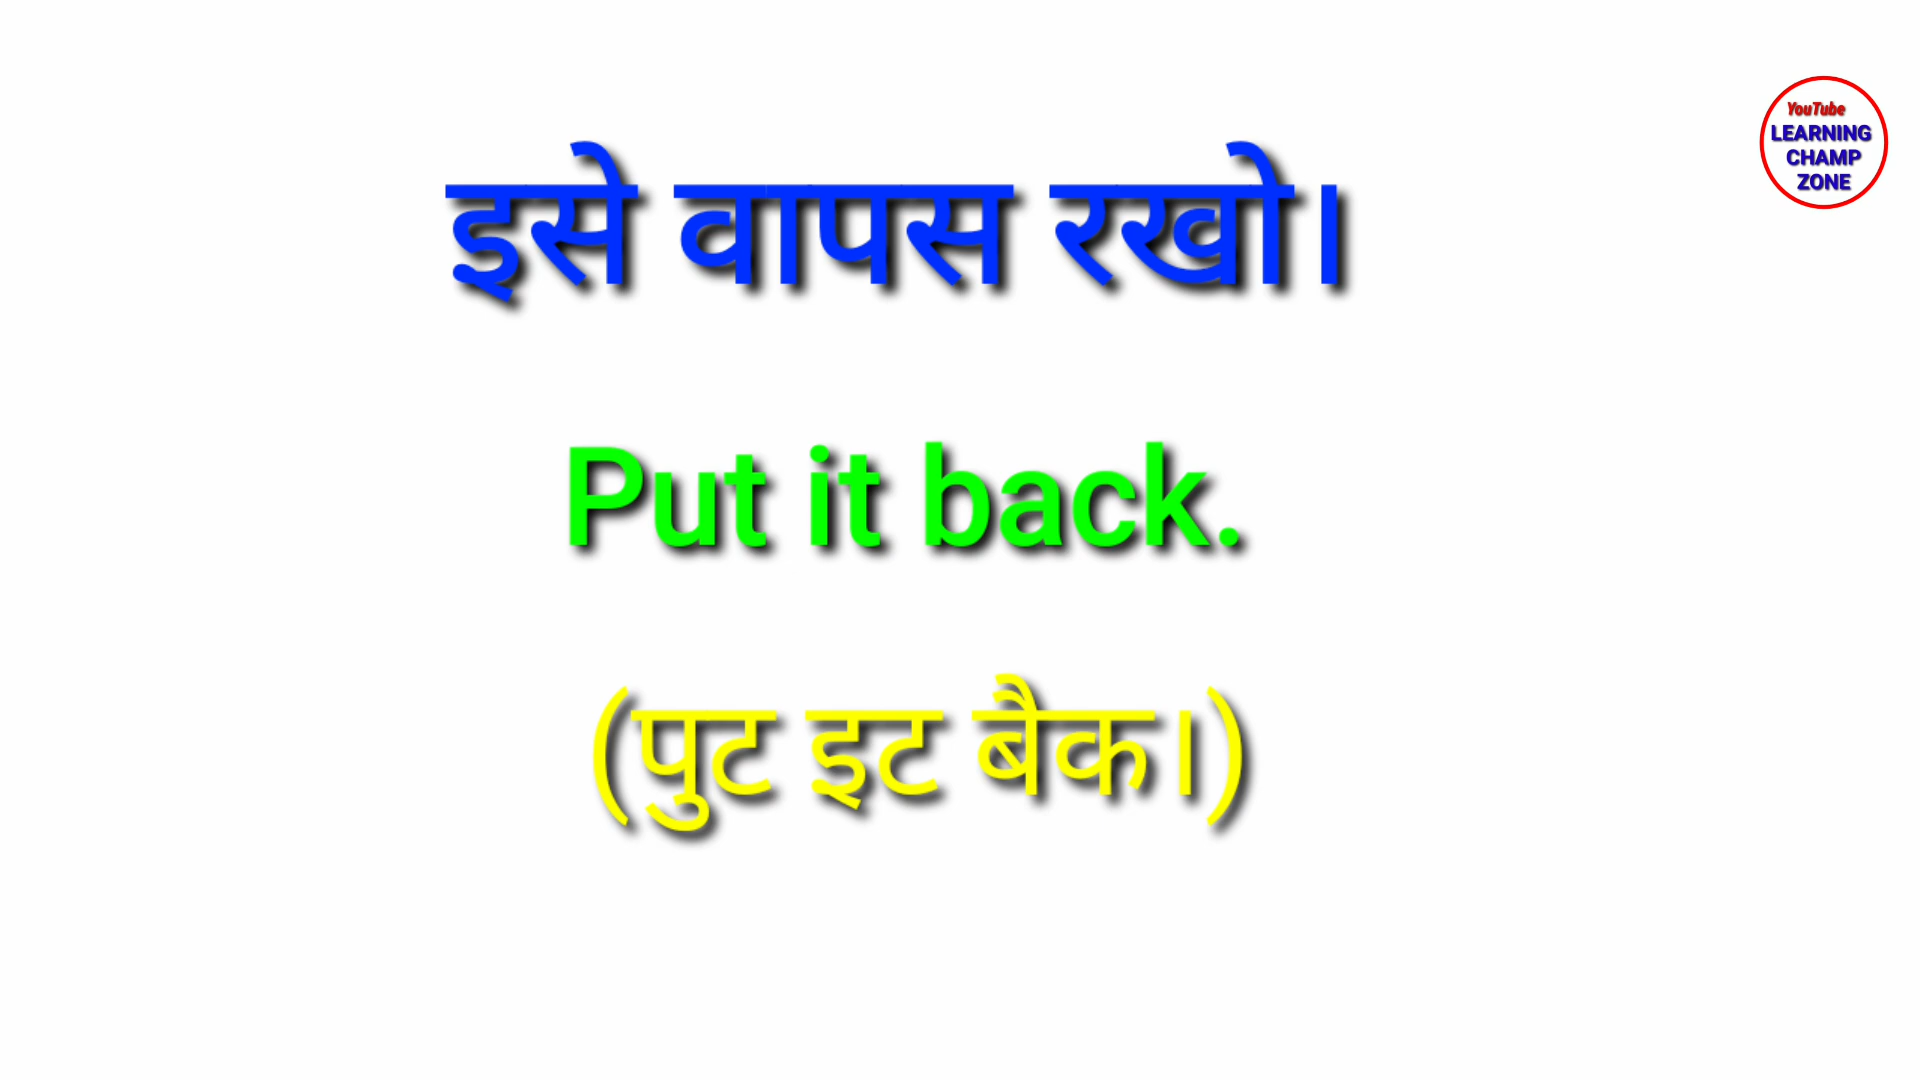 YouTube
LEARNING
CHAMP
ZONE
इसे वापस रखो।
Put it back.
(पुट इट बैक।)